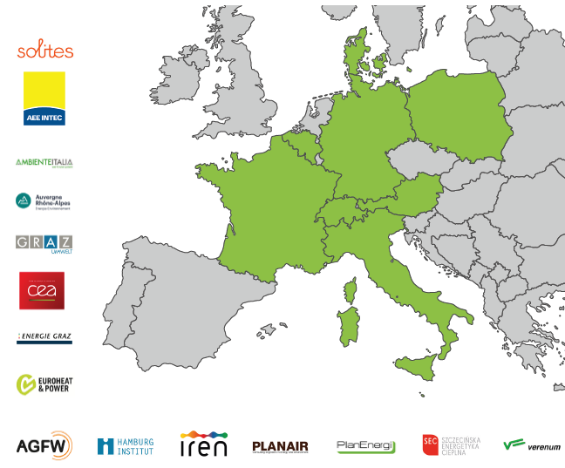 solites
AEE INTEC
AMBIENTEITALIA
Auvergne
Rhône-Alpes
GRAZ
UMWELT
cea
ENERGIE GRAZ
EUROHEAT
& POWER
AGFW
HAMBURG
INSTITUT
iren
PLANAIR
PlanEnergi
SEC
SZCZECIŃSKA
ENERGETYKA
CIEPLNA
verenum